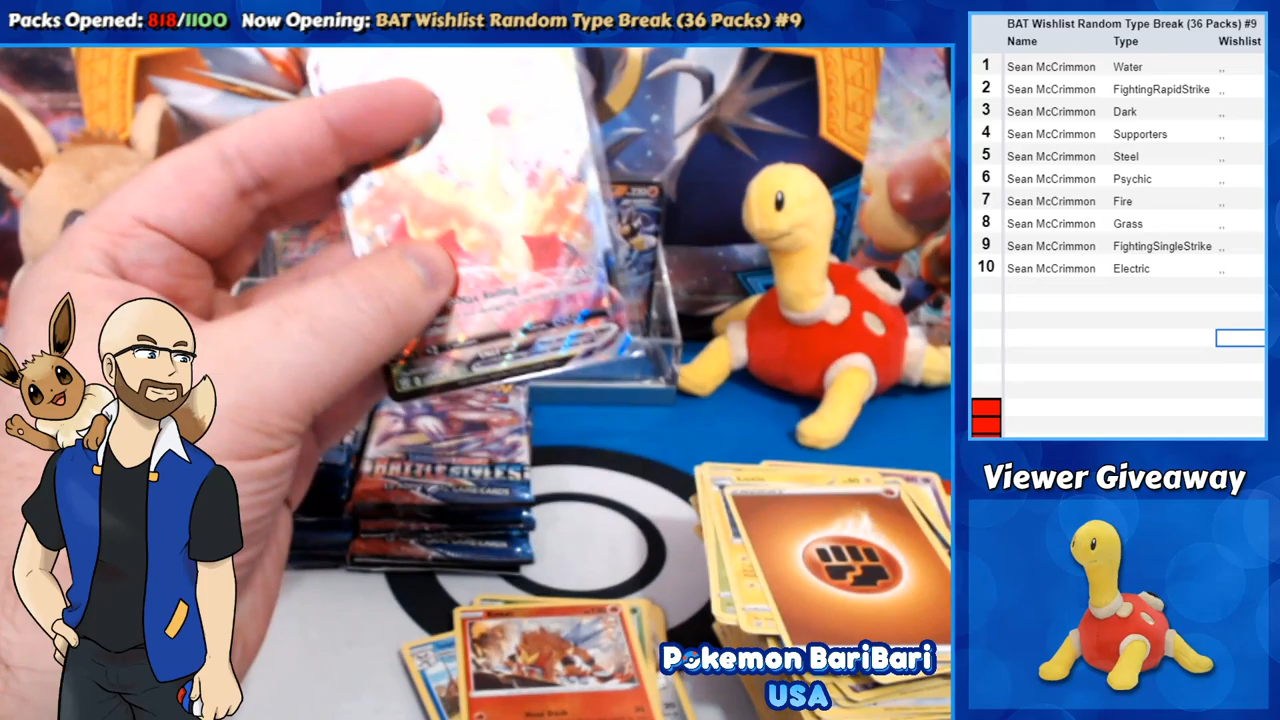 Packs Opened: 818/1100 Now Opening: BAT Wishlist Random Type Break (36 Packs) #9
BAT Wishlist Random Type Break (36 Packs) #9
Name Type Wishlist
1 Sean McCrimmon Water ,,
2 Sean McCrimmon FightingRapidStrike
3 Sean McCrimmon Dark ,,
4 Sean McCrimmon Supporters ,,
5 Sean McCrimmon Steel ,,
6 Sean McCrimmon Psychic ,,
7 Sean McCrimmon Fire ,,
8 Sean McCrimmon Grass ,,
9 Sean McCrimmon FightingSingleStrike ,,
10 Sean McCrimmon Electric ,,
Viewer Giveaway
BATTLE STYLES
Pokemon BariBari
USA